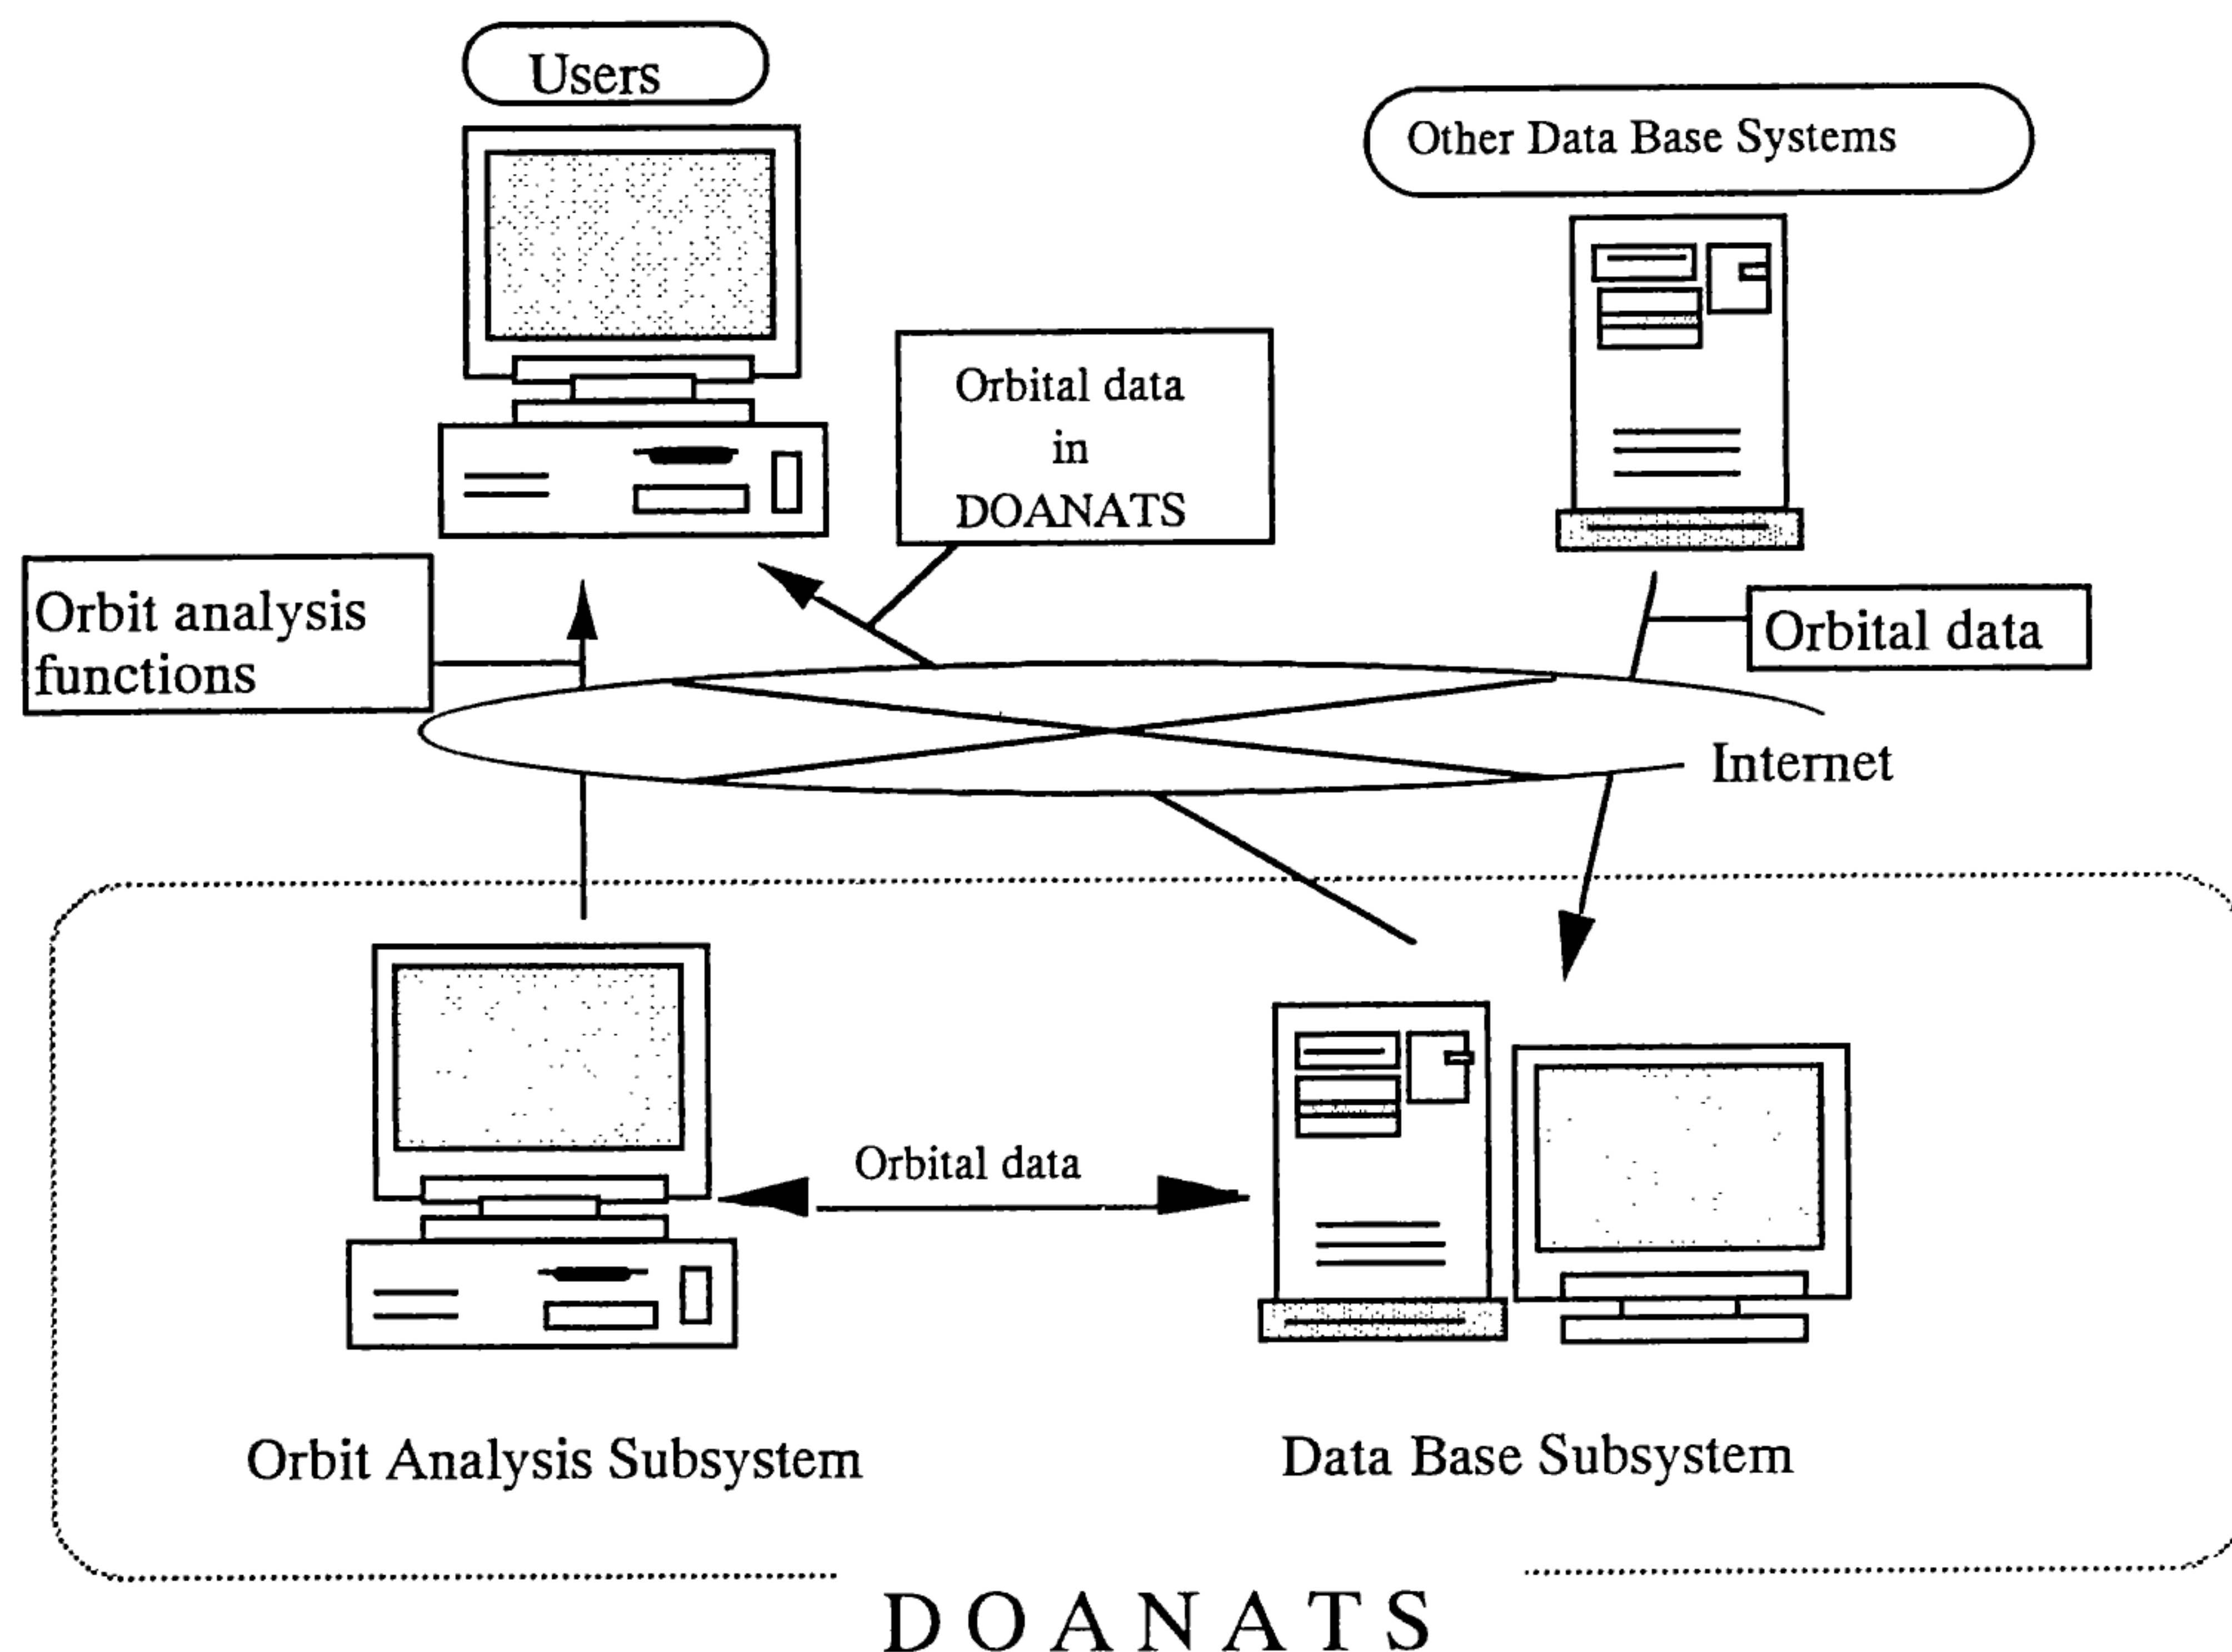 Users
Other Data Base Systems
Orbital data
in
DOANATS
Orbit analysis
functions
Orbital data
Internet
Orbital data
Orbit Analysis Subsystem
Data Base Subsystem
DOANATS